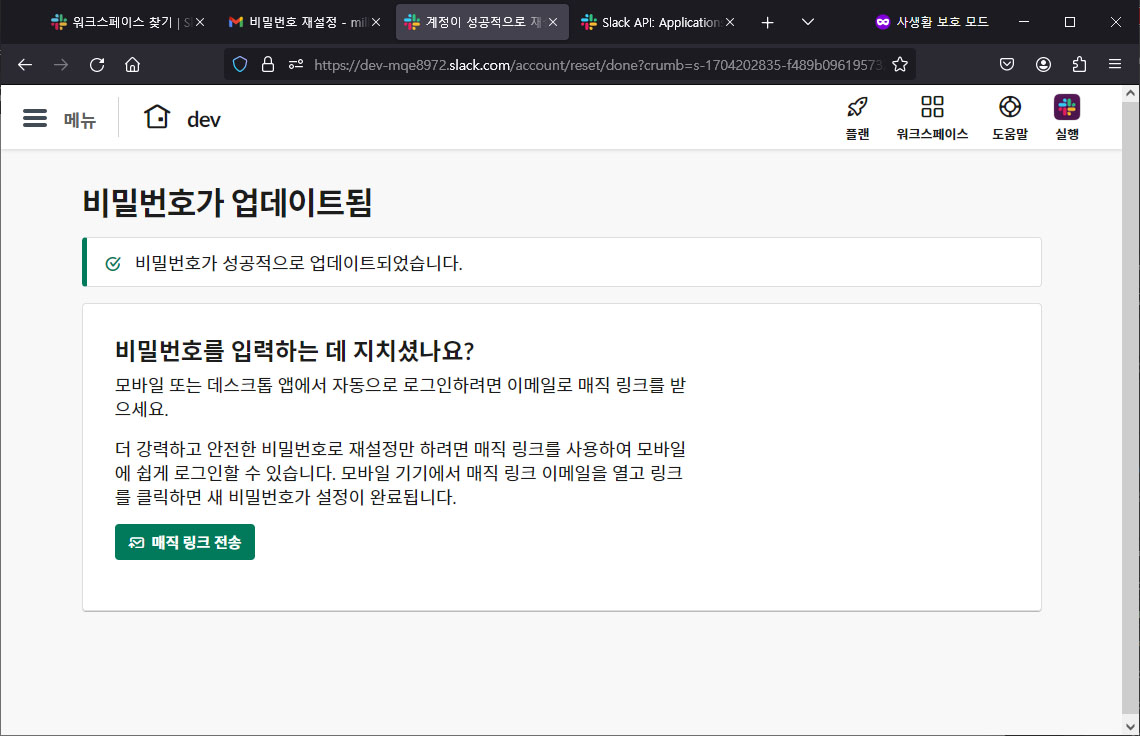 워크스페이스 찾기 | S
비밀번호 재설정 - mil
계정이 성공적으로 재
Slack API: Application
사생활 보호 모드
https://dev-mqe8972.slack.com/account/reset/done?crumb=s-1704202835-f489b09619573
메뉴
dev
플랜
워크스페이스
도움말
실행
비밀번호가 업데이트됨
비밀번호가 성공적으로 업데이트되었습니다.
비밀번호를 입력하는 데 지치셨나요?
모바일 또는 데스크톱 앱에서 자동으로 로그인하려면 이메일로 매직 링크를 받
으세요.
더 강력하고 안전한 비밀번호로 재설정만 하려면 매직 링크를 사용하여 모바일
에 쉽게 로그인할 수 있습니다. 모바일 기기에서 매직 링크 이메일을 열고 링크
를 클릭하면 새 비밀번호가 설정이 완료됩니다.
매직 링크 전송